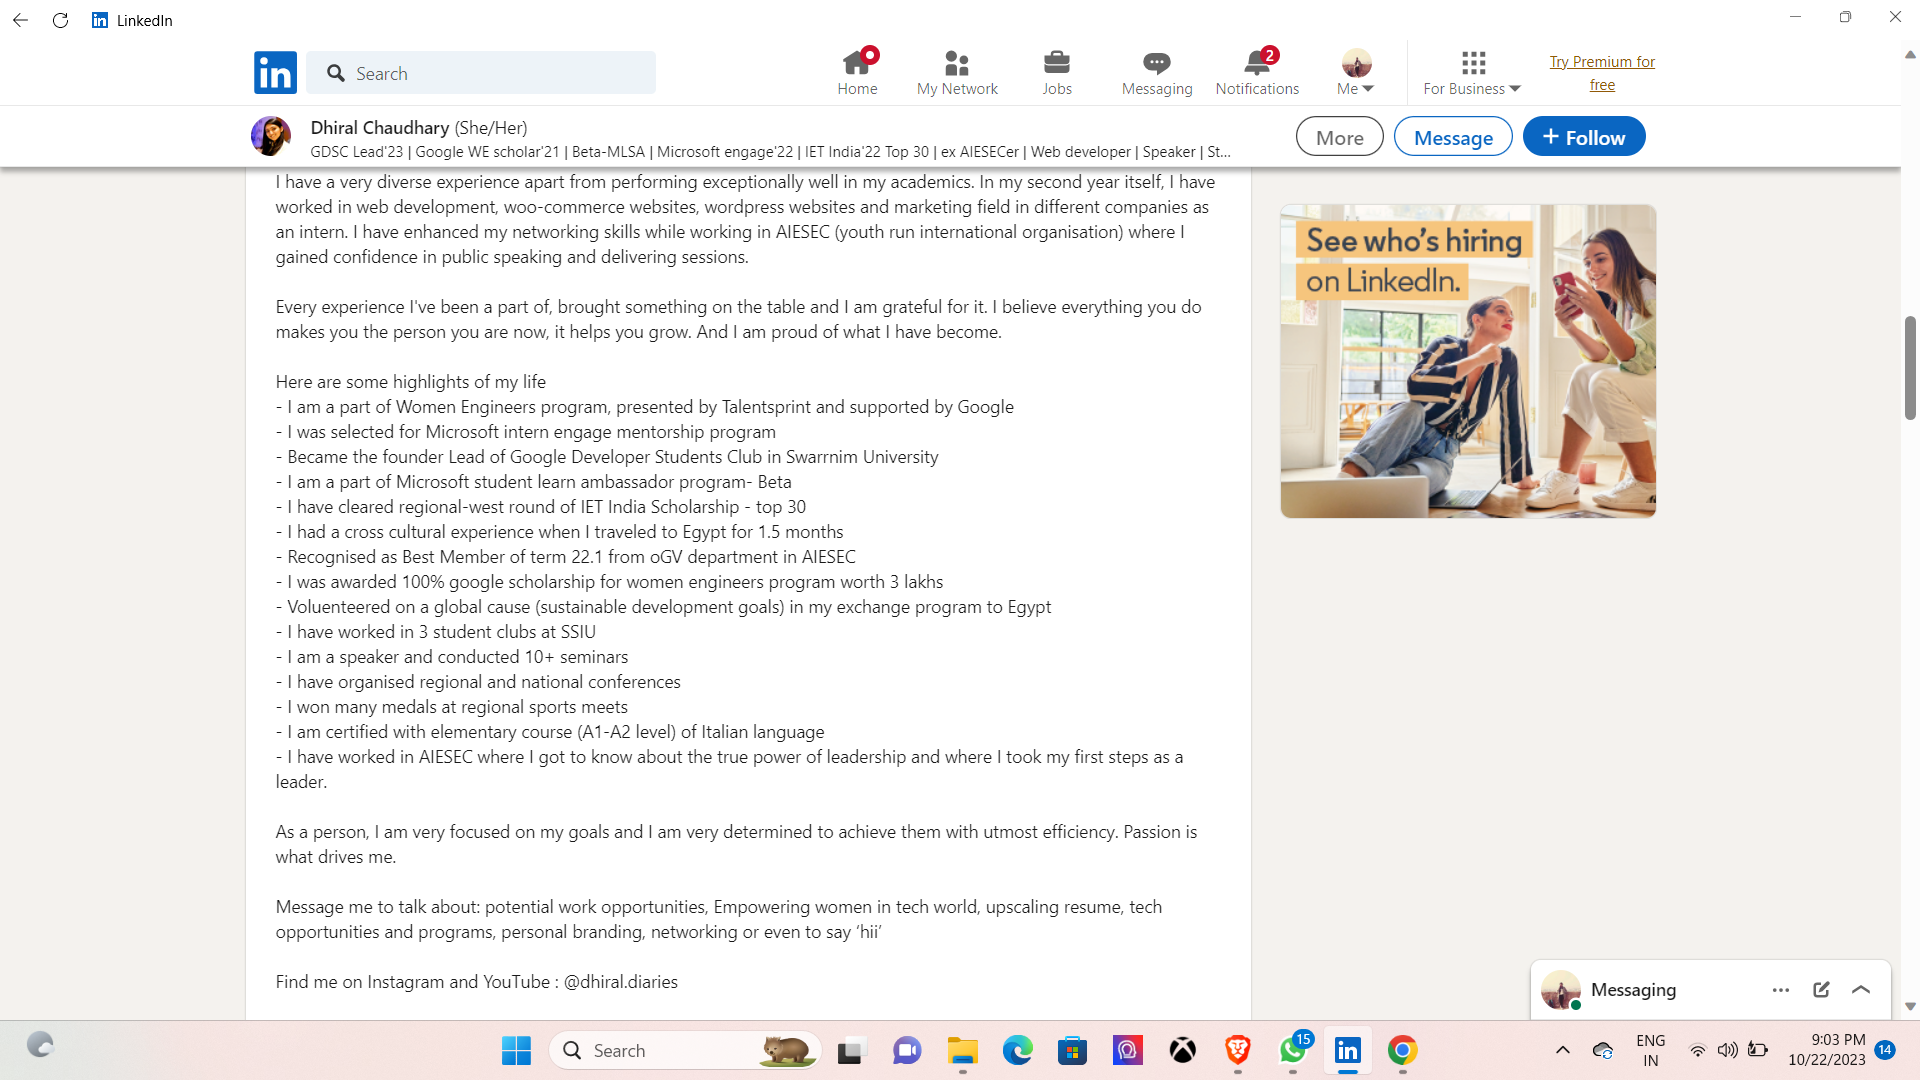 LinkedIn
in
Search
Home
My Network
Jobs
Messaging
2
Notifications
Me
For Business
Try Premium for
free
Dhiral Chaudhary (She/Her)
GDSC Lead'23 | Google WE scholar'21 | Beta-MLSA | Microsoft engage'22 | IET India'22 Top 30 | ex AIESECer | Web developer | Speaker | St...
More
Message
+ Follow
I have a very diverse experience apart from performing exceptionally well in my academics. In my second year itself, I have
worked in web development, woo-commerce websites, wordpress websites and marketing field in different companies as
an intern. I have enhanced my networking skills while working in AIESEC (youth run international organisation) where I
gained confidence in public speaking and delivering sessions.
Every experience I've been a part of, brought something on the table and I am grateful for it. I believe everything you do
makes you the person you are now, it helps you grow. And I am proud of what I have become.
Here are some highlights of my life
- I am a part of Women Engineers program, presented by Talentsprint and supported by Google
- I was selected for Microsoft intern engage mentorship program
- Became the founder Lead of Google Developer Students Club in Swarrnim University
- I am a part of Microsoft student learn ambassador program- Beta
- I have cleared regional-west round of IET India Scholarship - top 30
- I had a cross cultural experience when I traveled to Egypt for 1.5 months
- Recognised as Best Member of term 22.1 from oGV department in AIESEC
- I was awarded 100% google scholarship for women engineers program worth 3 lakhs
- Voluenteered on a global cause (sustainable development goals) in my exchange program to Egypt
- I have worked in 3 student clubs at SSIU
- I am a speaker and conducted 10+ seminars
- I have organised regional and national conferences
- I won many medals at regional sports meets
- I am certified with elementary course (A1-A2 level) of Italian language
- I have worked in AIESEC where I got to know about the true power of leadership and where I took my first steps as a
leader.
As a person, I am very focused on my goals and I am very determined to achieve them with utmost efficiency. Passion is
what drives me.
Message me to talk about: potential work opportunities, Empowering women in tech world, upscaling resume, tech
opportunities and programs, personal branding, networking or even to say ‘hii’
Find me on Instagram and YouTube : @dhiral.diaries
See who's hiring
on LinkedIn.
Messaging
Search
15
in
ENG
IN
9:03 PM
10/22/2023
14